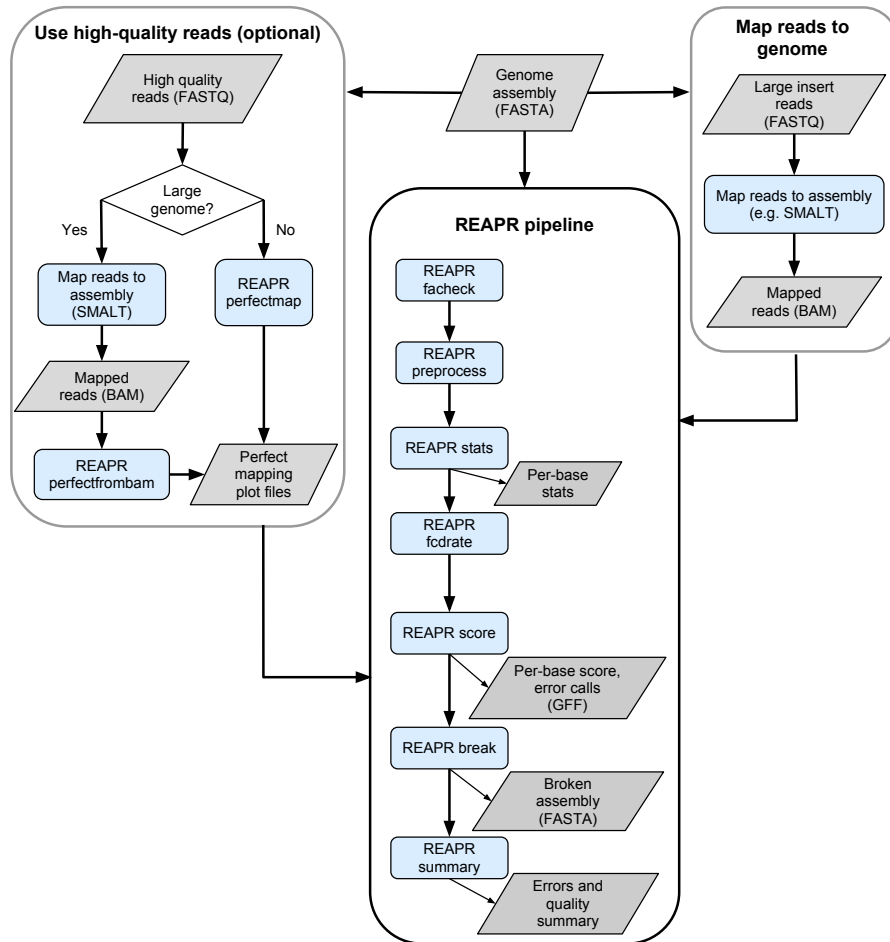 Use high-quality reads (optional)
High quality
reads (FASTQ)
Large
genome?
Yes
No
Map reads to
assembly
(SMALT)
REAPR
perfectmap
Mapped
reads (BAM)
REAPR
perfectfrombam
Perfect
mapping
plot files
Genome
assembly
(FASTA)
Map reads to
genome
Large insert
reads
(FASTQ)
Map reads to assembly
(e.g. SMALT)
Mapped
reads (BAM)
REAPR pipeline
REAPR
facheck
REAPR
preprocess
REAPR stats
Per-base
stats
REAPR
fcdrate
REAPR score
Per-base score,
error calls
(GFF)
REAPR break
Broken
assembly
(FASTA)
REAPR
summary
Errors and
quality
summary